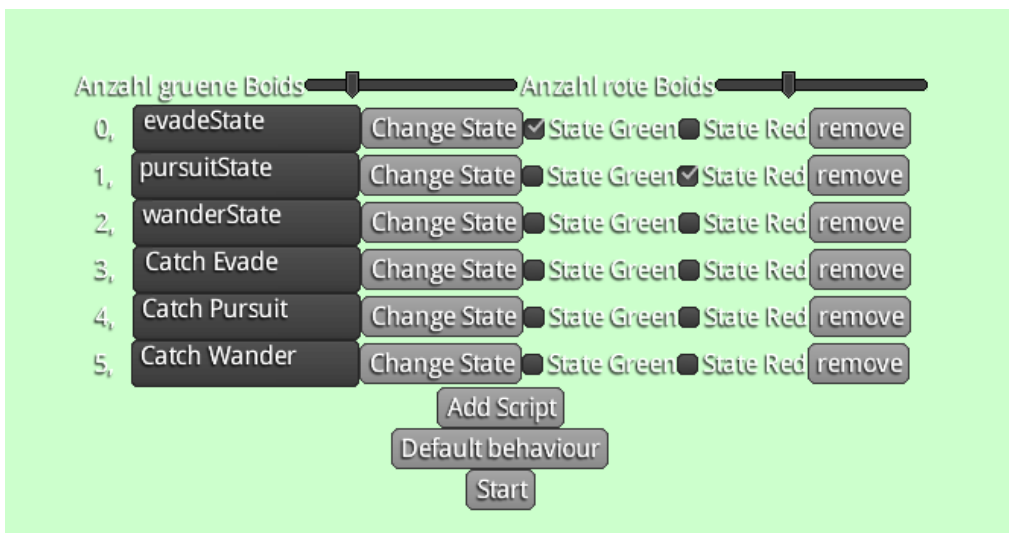 Anzahl gruene Boids Anzahl rote Boids
0, evadeState Change State State Green State Red remove
1, pursuitState Change State State Green State Red remove
2, wanderState Change State State Green State Red remove
3, Catch Evade Change State State Green State Red remove
4, Catch Pursuit Change State State Green State Red remove
5, Catch Wander Change State State Green State Red remove
Add Script
Default behaviour
Start